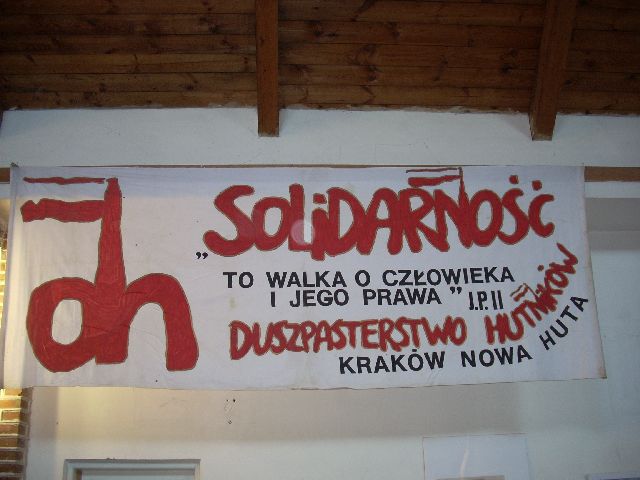 dh
„SOLiDARNOŚĆ
TO WALKA O CZŁOWIEKA
I JEGO PRAWA” J.P.II
DUSZPASTERSTWO HUTNiKÓW
KRAKÓW NOWA HUTA